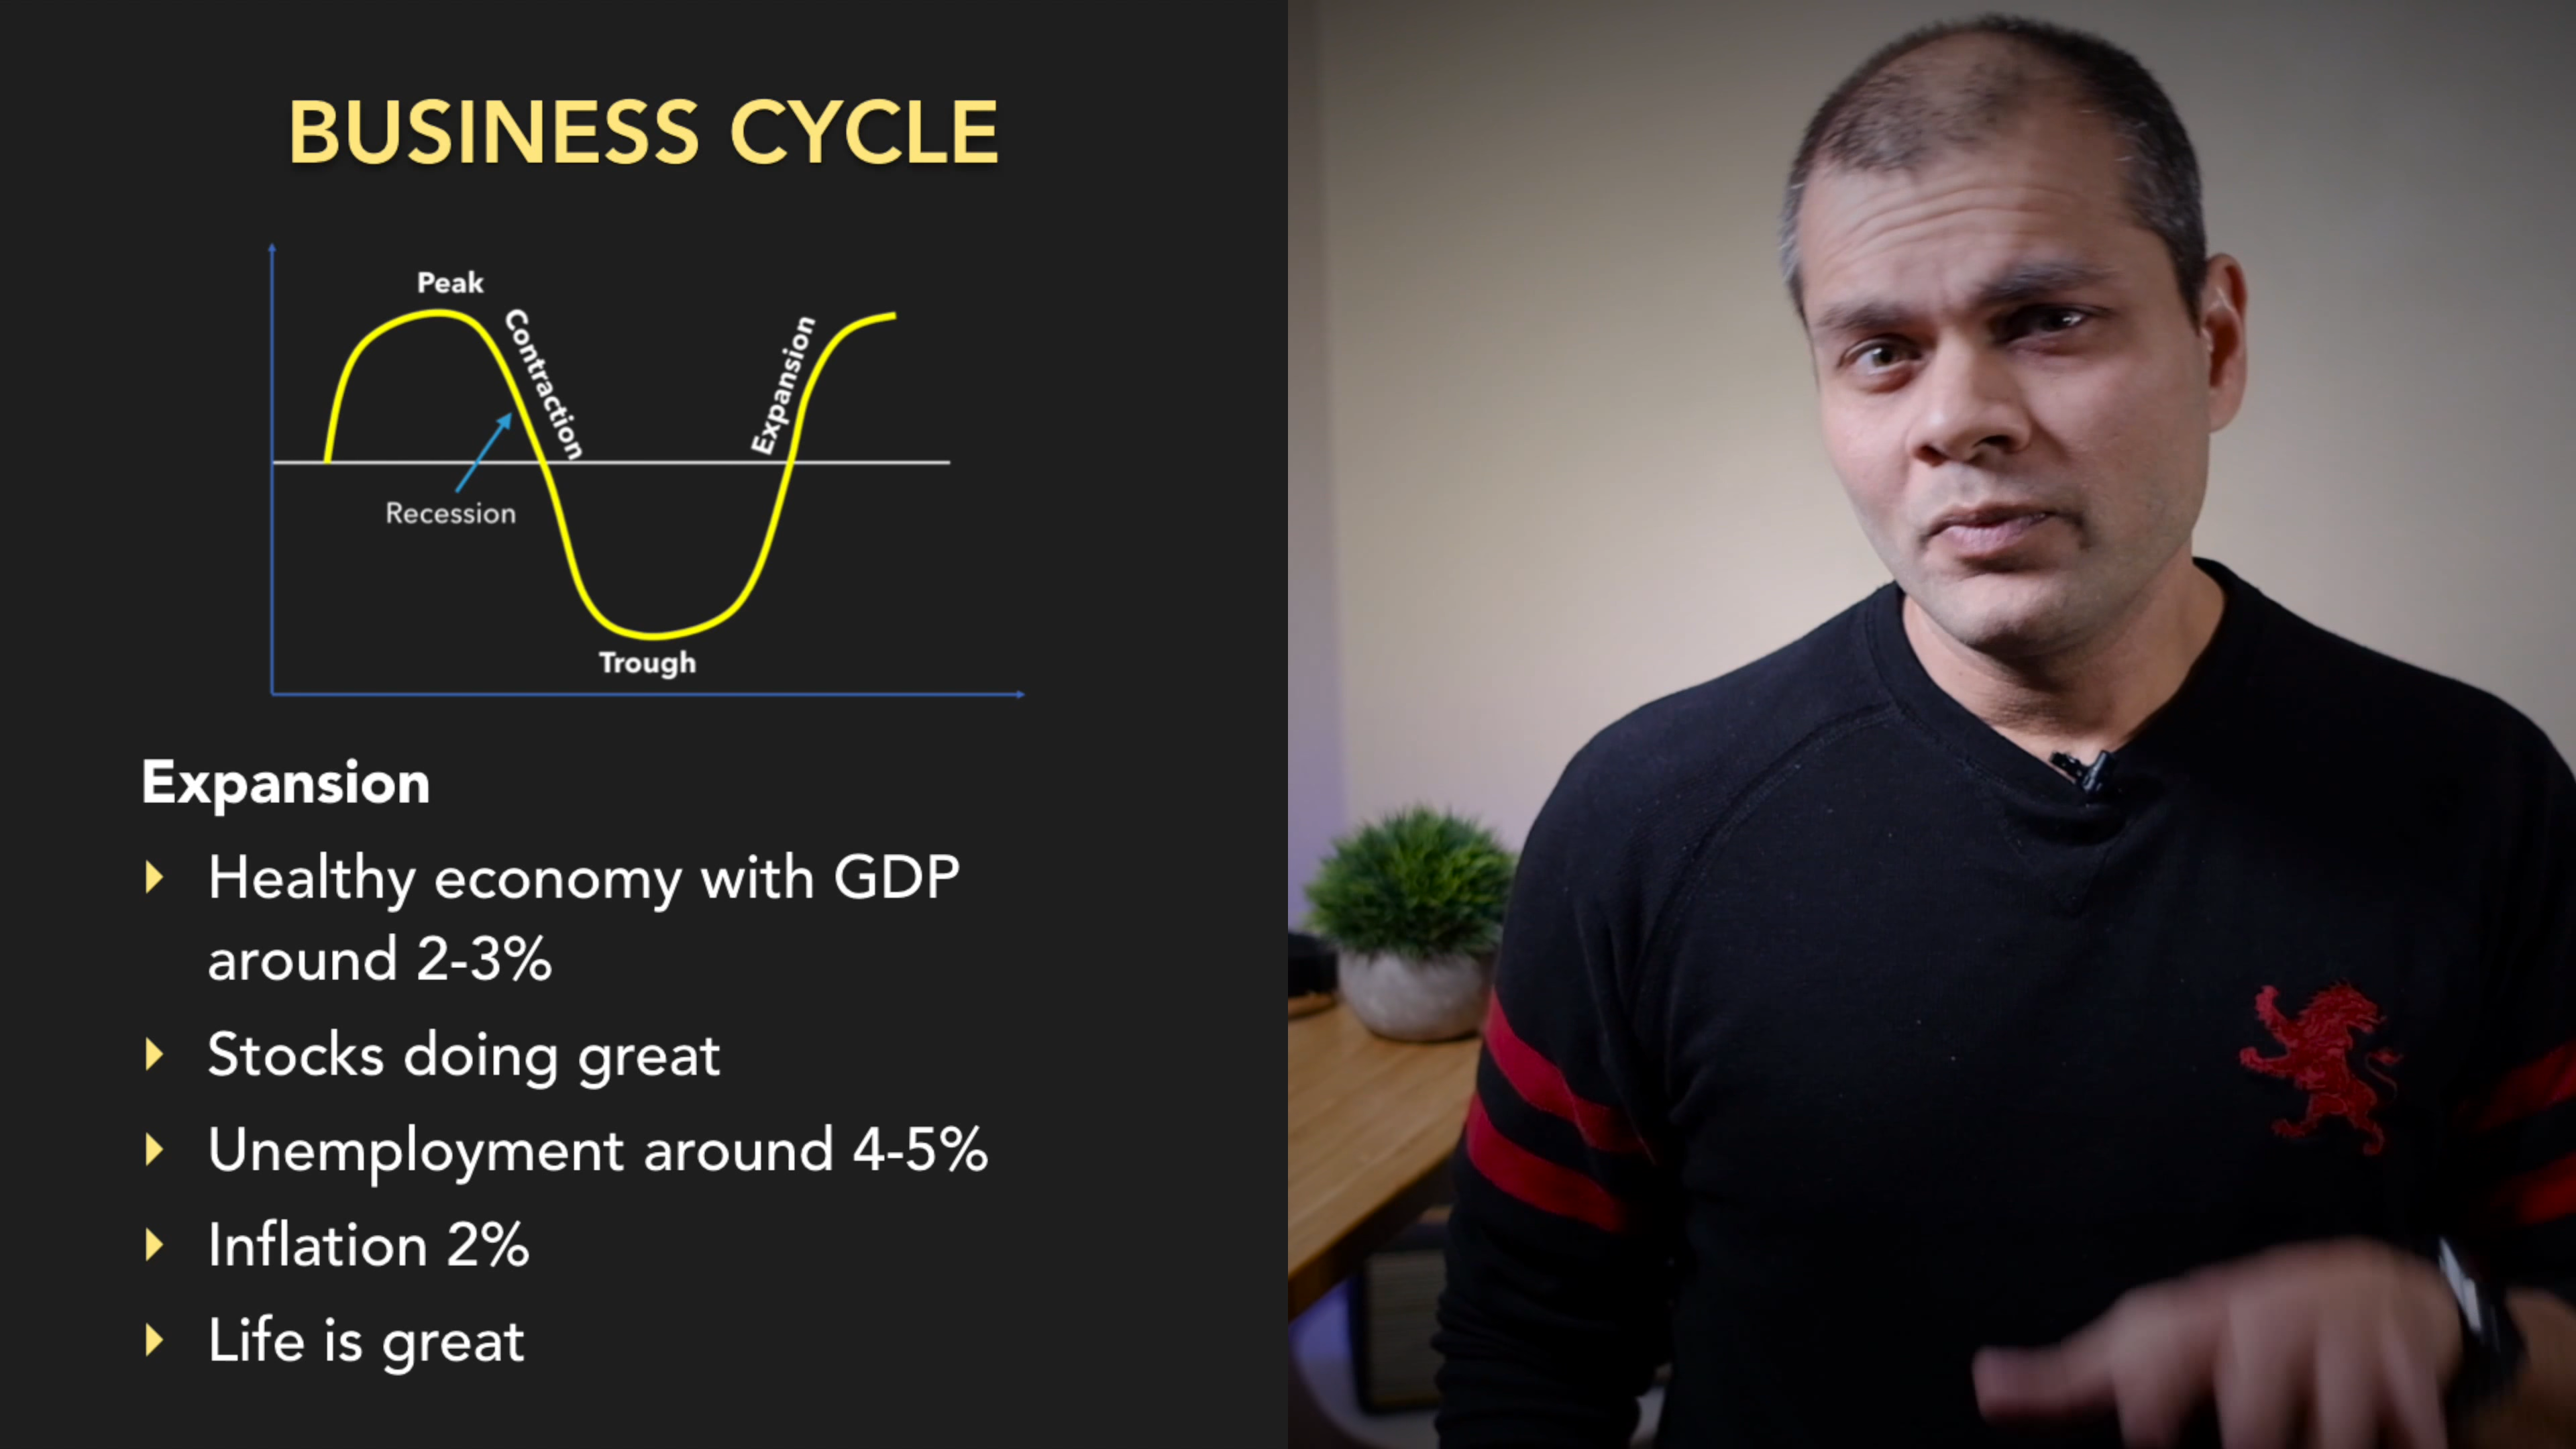 BUSINESS CYCLE
Peak
Contraction
Expansion
Recession
Trough
Expansion
Healthy economy with GDP
around 2-3%
Stocks doing great
Unemployment around 4-5%
Inflation 2%
Life is great